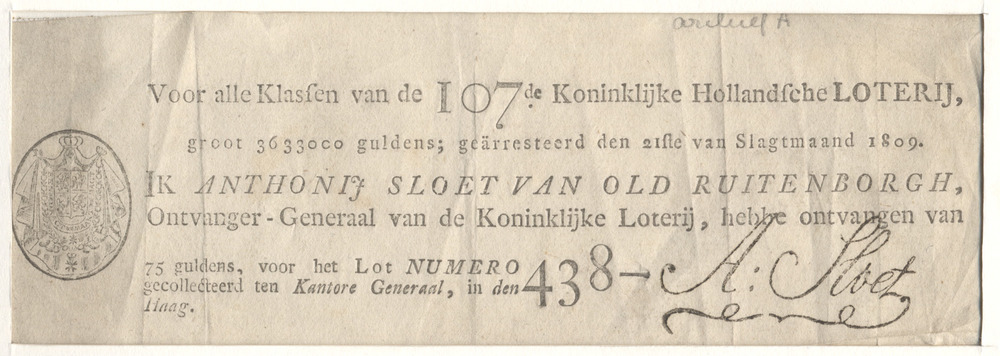 Voor alle Klassen van de 107de Koninklijke Hollandsche LOTERIJ,
groot 3633000 guldens; geärresteerd den 21ste van Slagtmaand 1809.
IK ANTHONIJ SLOET VAN OLD RUITENBORGH,
Ontvanger-Generaal van de Koninklijke Loterij, hebbe ontvangen van
75 guldens, voor het Lot NUMERO 438–
gecollecteerd ten Kantore Generaal, in den
Haag.
A: Sloet